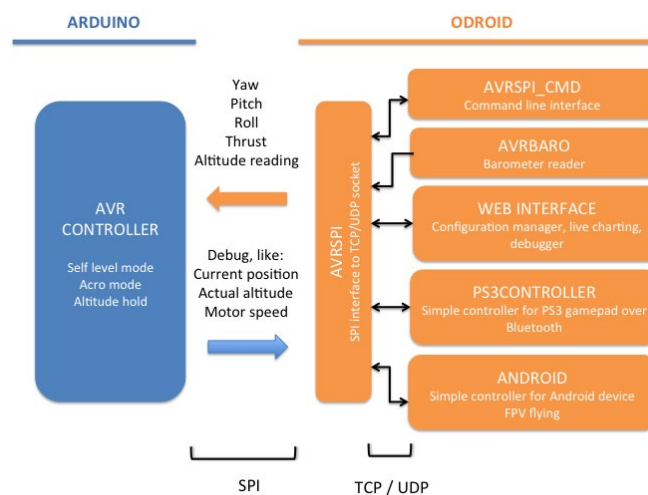 ARDUINO
ODROID
Yaw
Pitch
Roll
Thrust
Altitude reading
AVR
CONTROLLER
Self level mode
Acro mode
Altitude hold
Debug, like:
Current position
Actual altitude
Motor speed
AVRSPI
SPI interface to TCP/UDP socket
AVRSPI_CMD
Command line interface
AVRBARO
Barometer reader
WEB INTERFACE
Configuration manager, live charting,
debugger
PS3CONTROLLER
Simple controller for PS3 gamepad over
Bluetooth
ANDROID
Simple controller for Android device
FPV flying
SPI
TCP / UDP